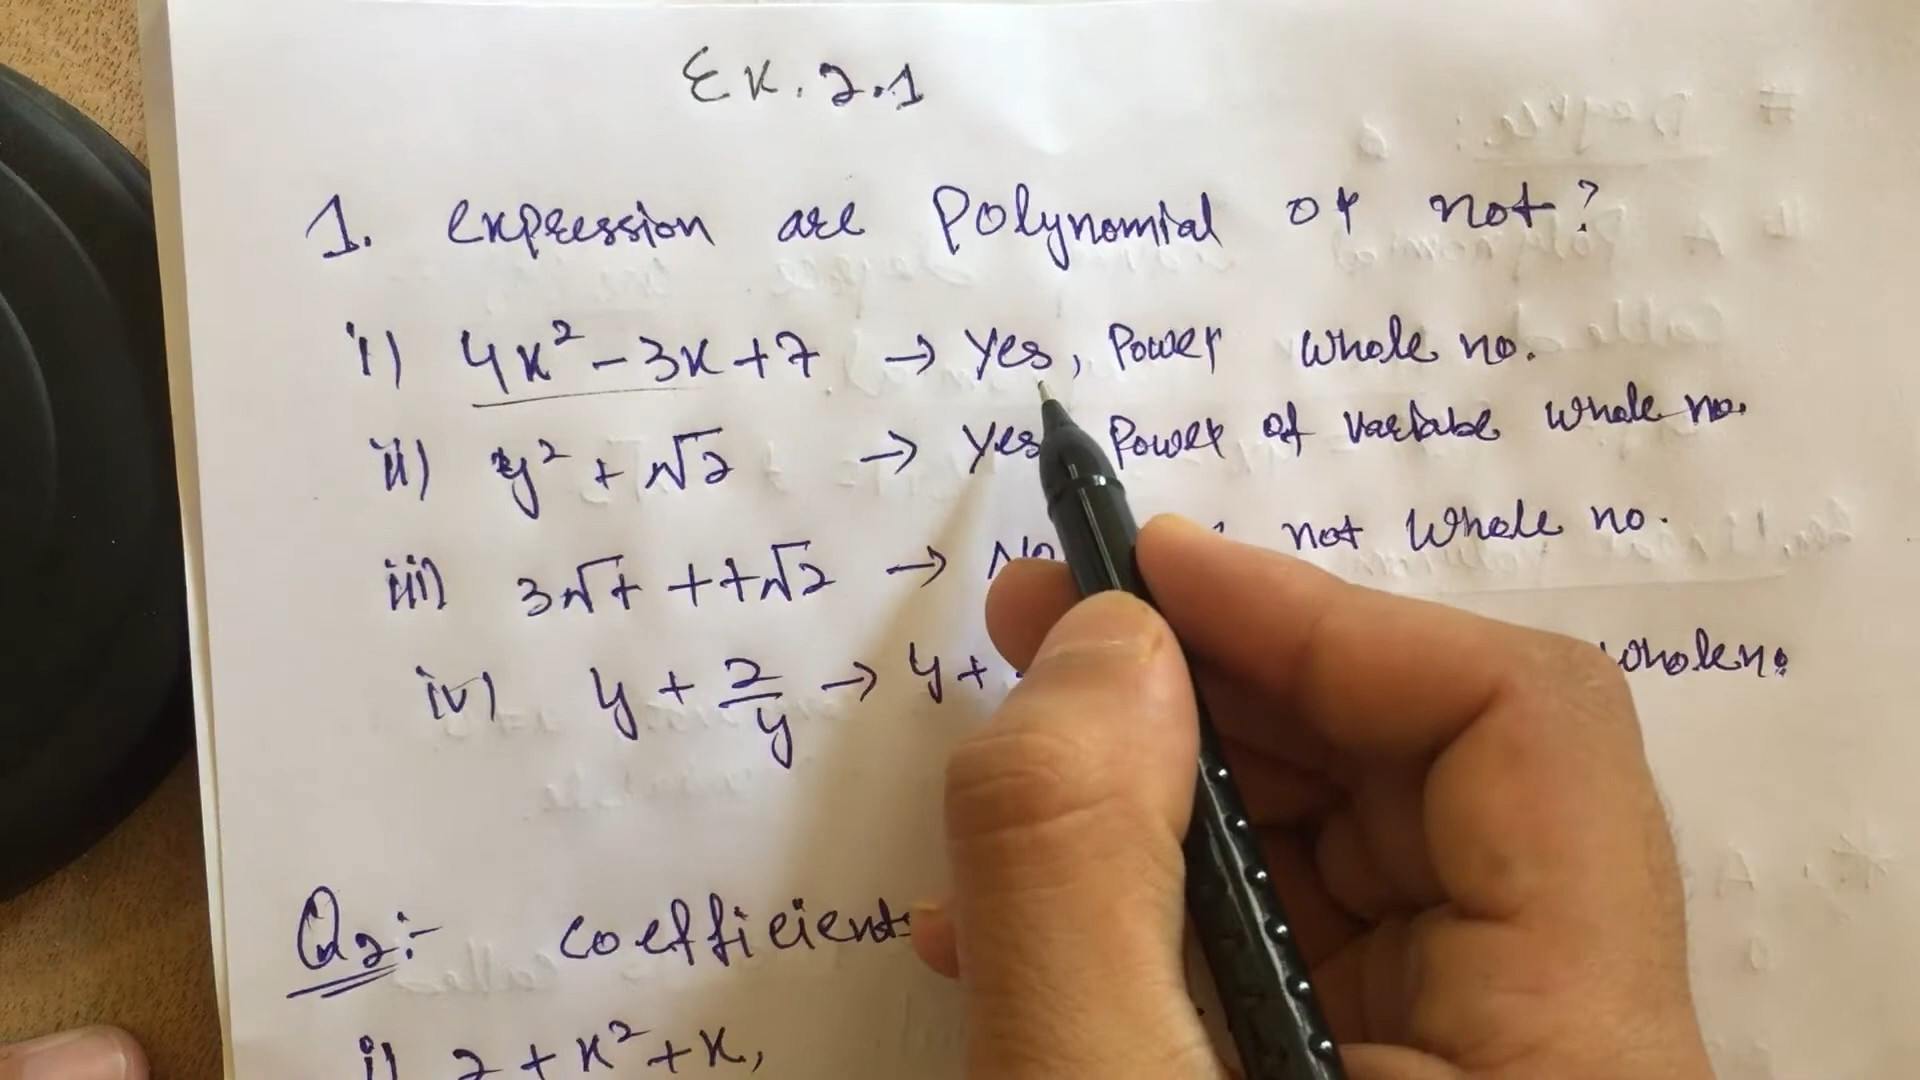 Ex. 2.1
1. expression are Polynomial or not?
i) 4x² - 3x + 7 → Yes, Power whole no.
ii) y² + √2 → Yes Power of variable whole no.
iii) 3√t + t√2 → No not whole no.
iv) y + 2/y → y + whole no
Q2:- coefficient
i) 2 + x² + x,